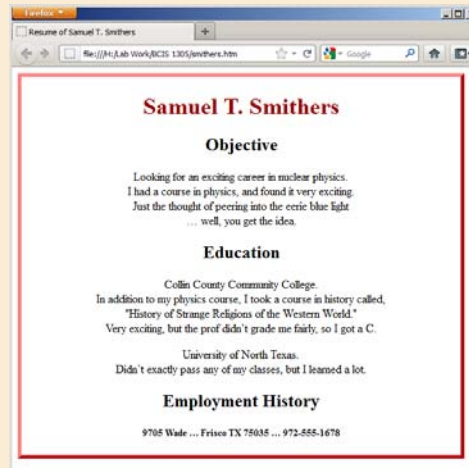 Firefox
Resume of Samuel T. Smithers
file:///H:/Lab Work/BCIS 1305/smithers.htm
Google
Samuel T. Smithers
Objective
Looking for an exciting career in nuclear physics.
I had a course in physics, and found it very exciting.
Just the thought of peering into the eerie blue light
… well, you get the idea.
Education
Collin County Community College.
In addition to my physics course, I took a course in history called,
"History of Strange Religions of the Western World."
Very exciting, but the prof didn't grade me fairly, so I got a C.
University of North Texas.
Didn't exactly pass any of my classes, but I learned a lot.
Employment History
9705 Wade … Frisco TX 75035 … 972-555-1678